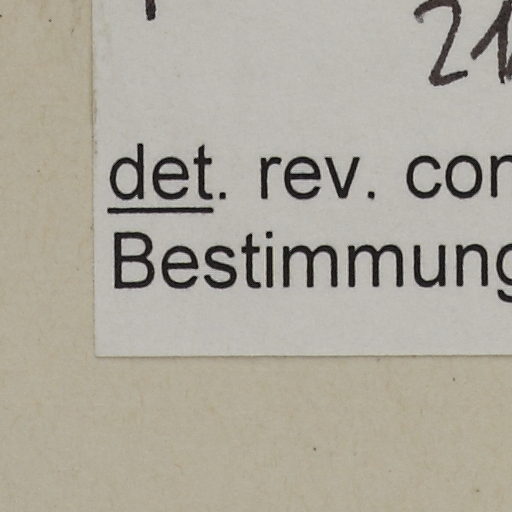 det. rev. con
Bestimmung